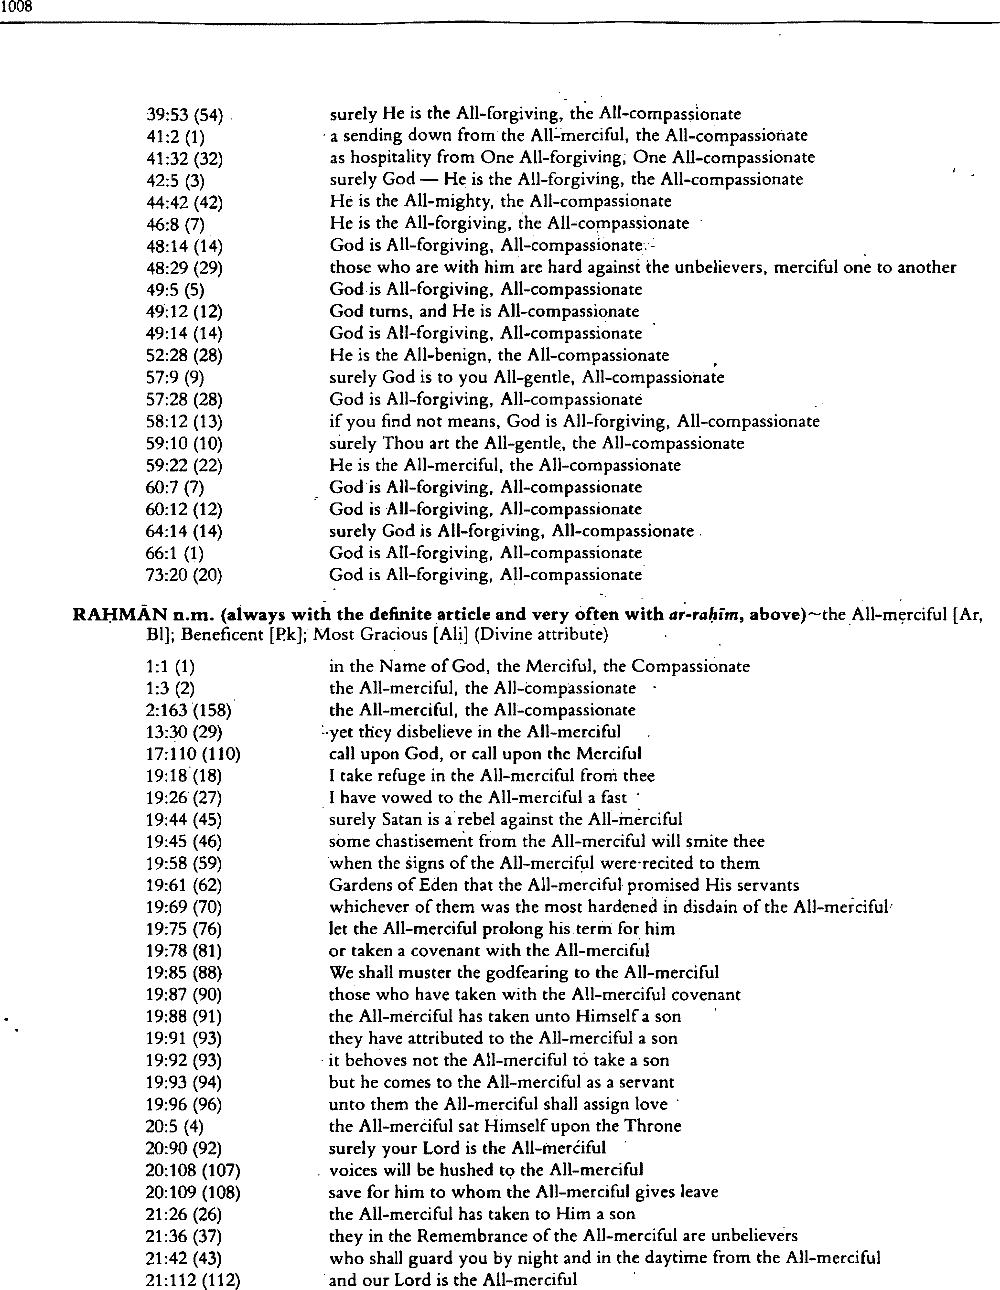 1008
39:53 (54) surely He is the All-forgiving, the All-compassionate
41:2 (1) a sending down from the All-merciful, the All-compassionate
41:32 (32) as hospitality from One All-forgiving, One All-compassionate
42:5 (3) surely God — He is the All-forgiving, the All-compassionate
44:42 (42) He is the All-mighty, the All-compassionate
46:8 (7) He is the All-forgiving, the All-compassionate
48:14 (14) God is All-forgiving, All-compassionate
48:29 (29) those who are with him are hard against the unbelievers, merciful one to another
49:5 (5) God is All-forgiving, All-compassionate
49:12 (12) God turns, and He is All-compassionate
49:14 (14) God is All-forgiving, All-compassionate
52:28 (28) He is the All-benign, the All-compassionate
57:9 (9) surely God is to you All-gentle, All-compassionate
57:28 (28) God is All-forgiving, All-compassionate
58:12 (13) if you find not means, God is All-forgiving, All-compassionate
59:10 (10) surely Thou art the All-gentle, the All-compassionate
59:22 (22) He is the All-merciful, the All-compassionate
60:7 (7) God is All-forgiving, All-compassionate
60:12 (12) God is All-forgiving, All-compassionate
64:14 (14) surely God is All-forgiving, All-compassionate
66:1 (1) God is All-forgiving, All-compassionate
73:20 (20) God is All-forgiving, All-compassionate
RAḤMĀN n.m. (always with the definite article and very often with ar-raḥīm, above)~the All-merciful [Ar,
Bl]; Beneficent [Pk]; Most Gracious [Ali] (Divine attribute)
1:1 (1) in the Name of God, the Merciful, the Compassionate
1:3 (2) the All-merciful, the All-compassionate
2:163 (158) the All-merciful, the All-compassionate
13:30 (29) yet they disbelieve in the All-merciful
17:110 (110) call upon God, or call upon the Merciful
19:18 (18) I take refuge in the All-merciful from thee
19:26 (27) I have vowed to the All-merciful a fast
19:44 (45) surely Satan is a rebel against the All-merciful
19:45 (46) some chastisement from the All-merciful will smite thee
19:58 (59) when the signs of the All-merciful were recited to them
19:61 (62) Gardens of Eden that the All-merciful promised His servants
19:69 (70) whichever of them was the most hardened in disdain of the All-merciful
19:75 (76) let the All-merciful prolong his term for him
19:78 (81) or taken a covenant with the All-merciful
19:85 (88) We shall muster the godfearing to the All-merciful
19:87 (90) those who have taken with the All-merciful covenant
19:88 (91) the All-merciful has taken unto Himself a son
19:91 (93) they have attributed to the All-merciful a son
19:92 (93) it behoves not the All-merciful to take a son
19:93 (94) but he comes to the All-merciful as a servant
19:96 (96) unto them the All-merciful shall assign love
20:5 (4) the All-merciful sat Himself upon the Throne
20:90 (92) surely your Lord is the All-merciful
20:108 (107) voices will be hushed to the All-merciful
20:109 (108) save for him to whom the All-merciful gives leave
21:26 (26) the All-merciful has taken to Him a son
21:36 (37) they in the Remembrance of the All-merciful are unbelievers
21:42 (43) who shall guard you by night and in the daytime from the All-merciful
21:112 (112) and our Lord is the All-merciful